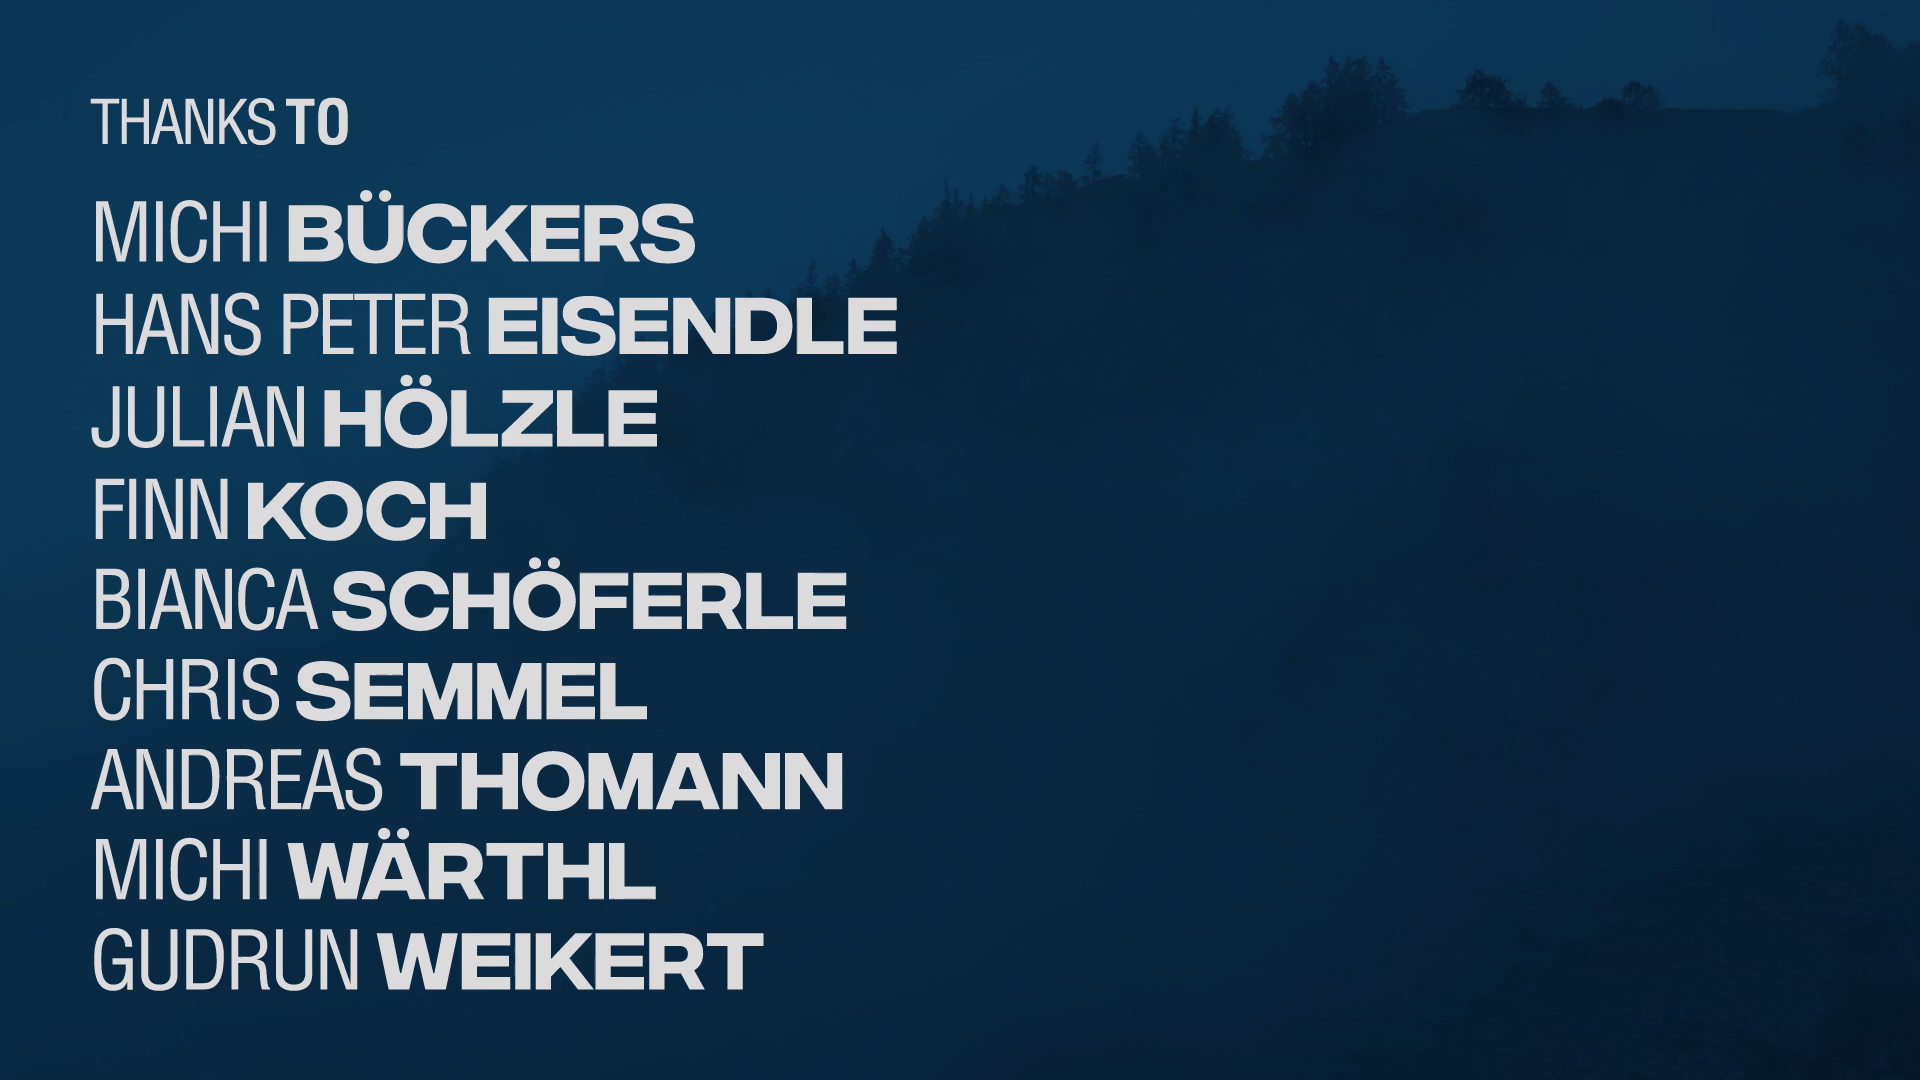 THANKS TO
MICHI BÜCKERS
HANS PETER EISENDLE
JULIAN HÖLZLE
FINN KOCH
BIANCA SCHÖFERLE
CHRIS SEMMEL
ANDREAS THOMANN
MICHI WÄRTHL
GUDRUN WEIKERT